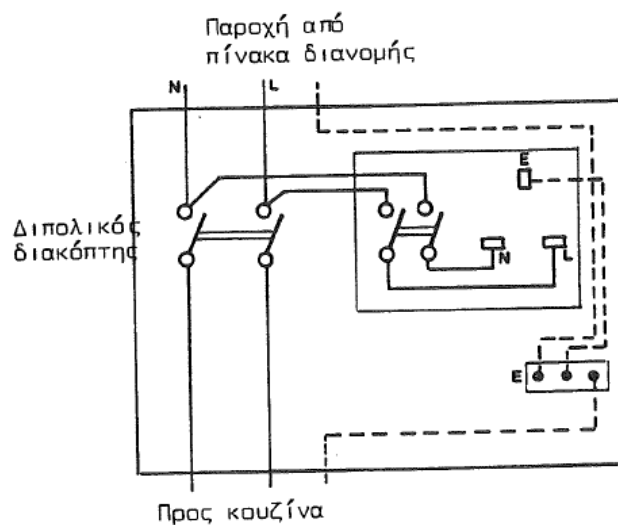 Παροχή από
πίνακα διανομής
N
L
E
Διπολικός
διακόπτης
N
L
E
Προς κουζίνα